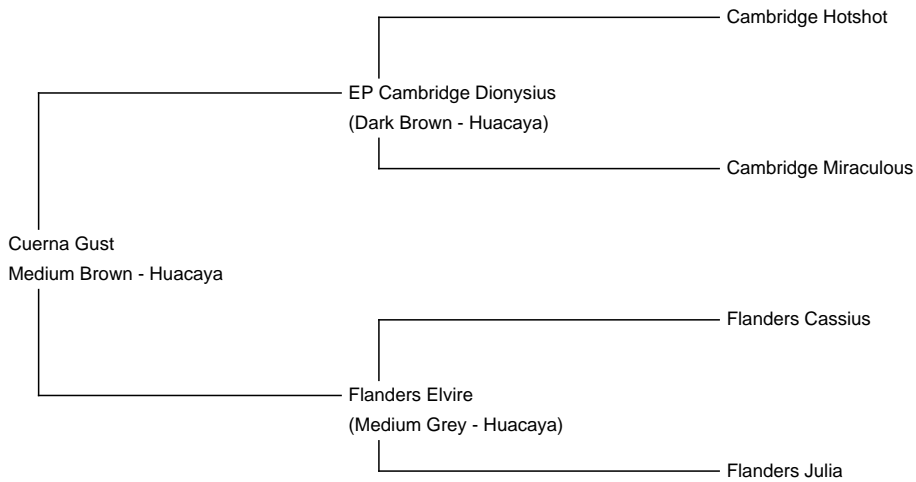 Cambridge Hotshot
EP Cambridge Dionysius
(Dark Brown - Huacaya)
Cambridge Miraculous
Cuerna Gust
Medium Brown - Huacaya
Flanders Cassius
Flanders Elvire
(Medium Grey - Huacaya)
Flanders Julia